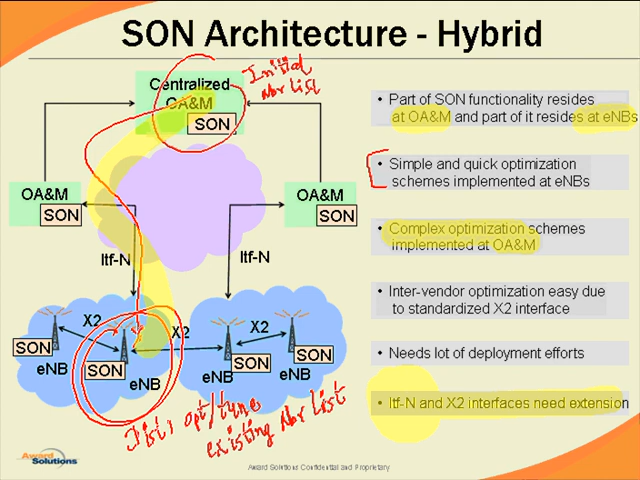 SON Architecture - Hybrid
Initial
Nbr list
Centralized
OA&M
SON
OA&M
SON
OA&M
SON
Itf-N
Itf-N
X2
X2
X2
SON
eNB
SON
eNB
eNB
SON
SON
eNB
opt/tune
existing Nbr list
• Part of SON functionality resides
at OA&M and part of it resides at eNBs
• Simple and quick optimization
schemes implemented at eNBs
• Complex optimization schemes
implemented at OA&M
• Inter-vendor optimization easy due
to standardized X2 interface
• Needs lot of deployment efforts
• Itf-N and X2 interfaces need extension
Award
Solutions
Award Solutions Confidential and Proprietary